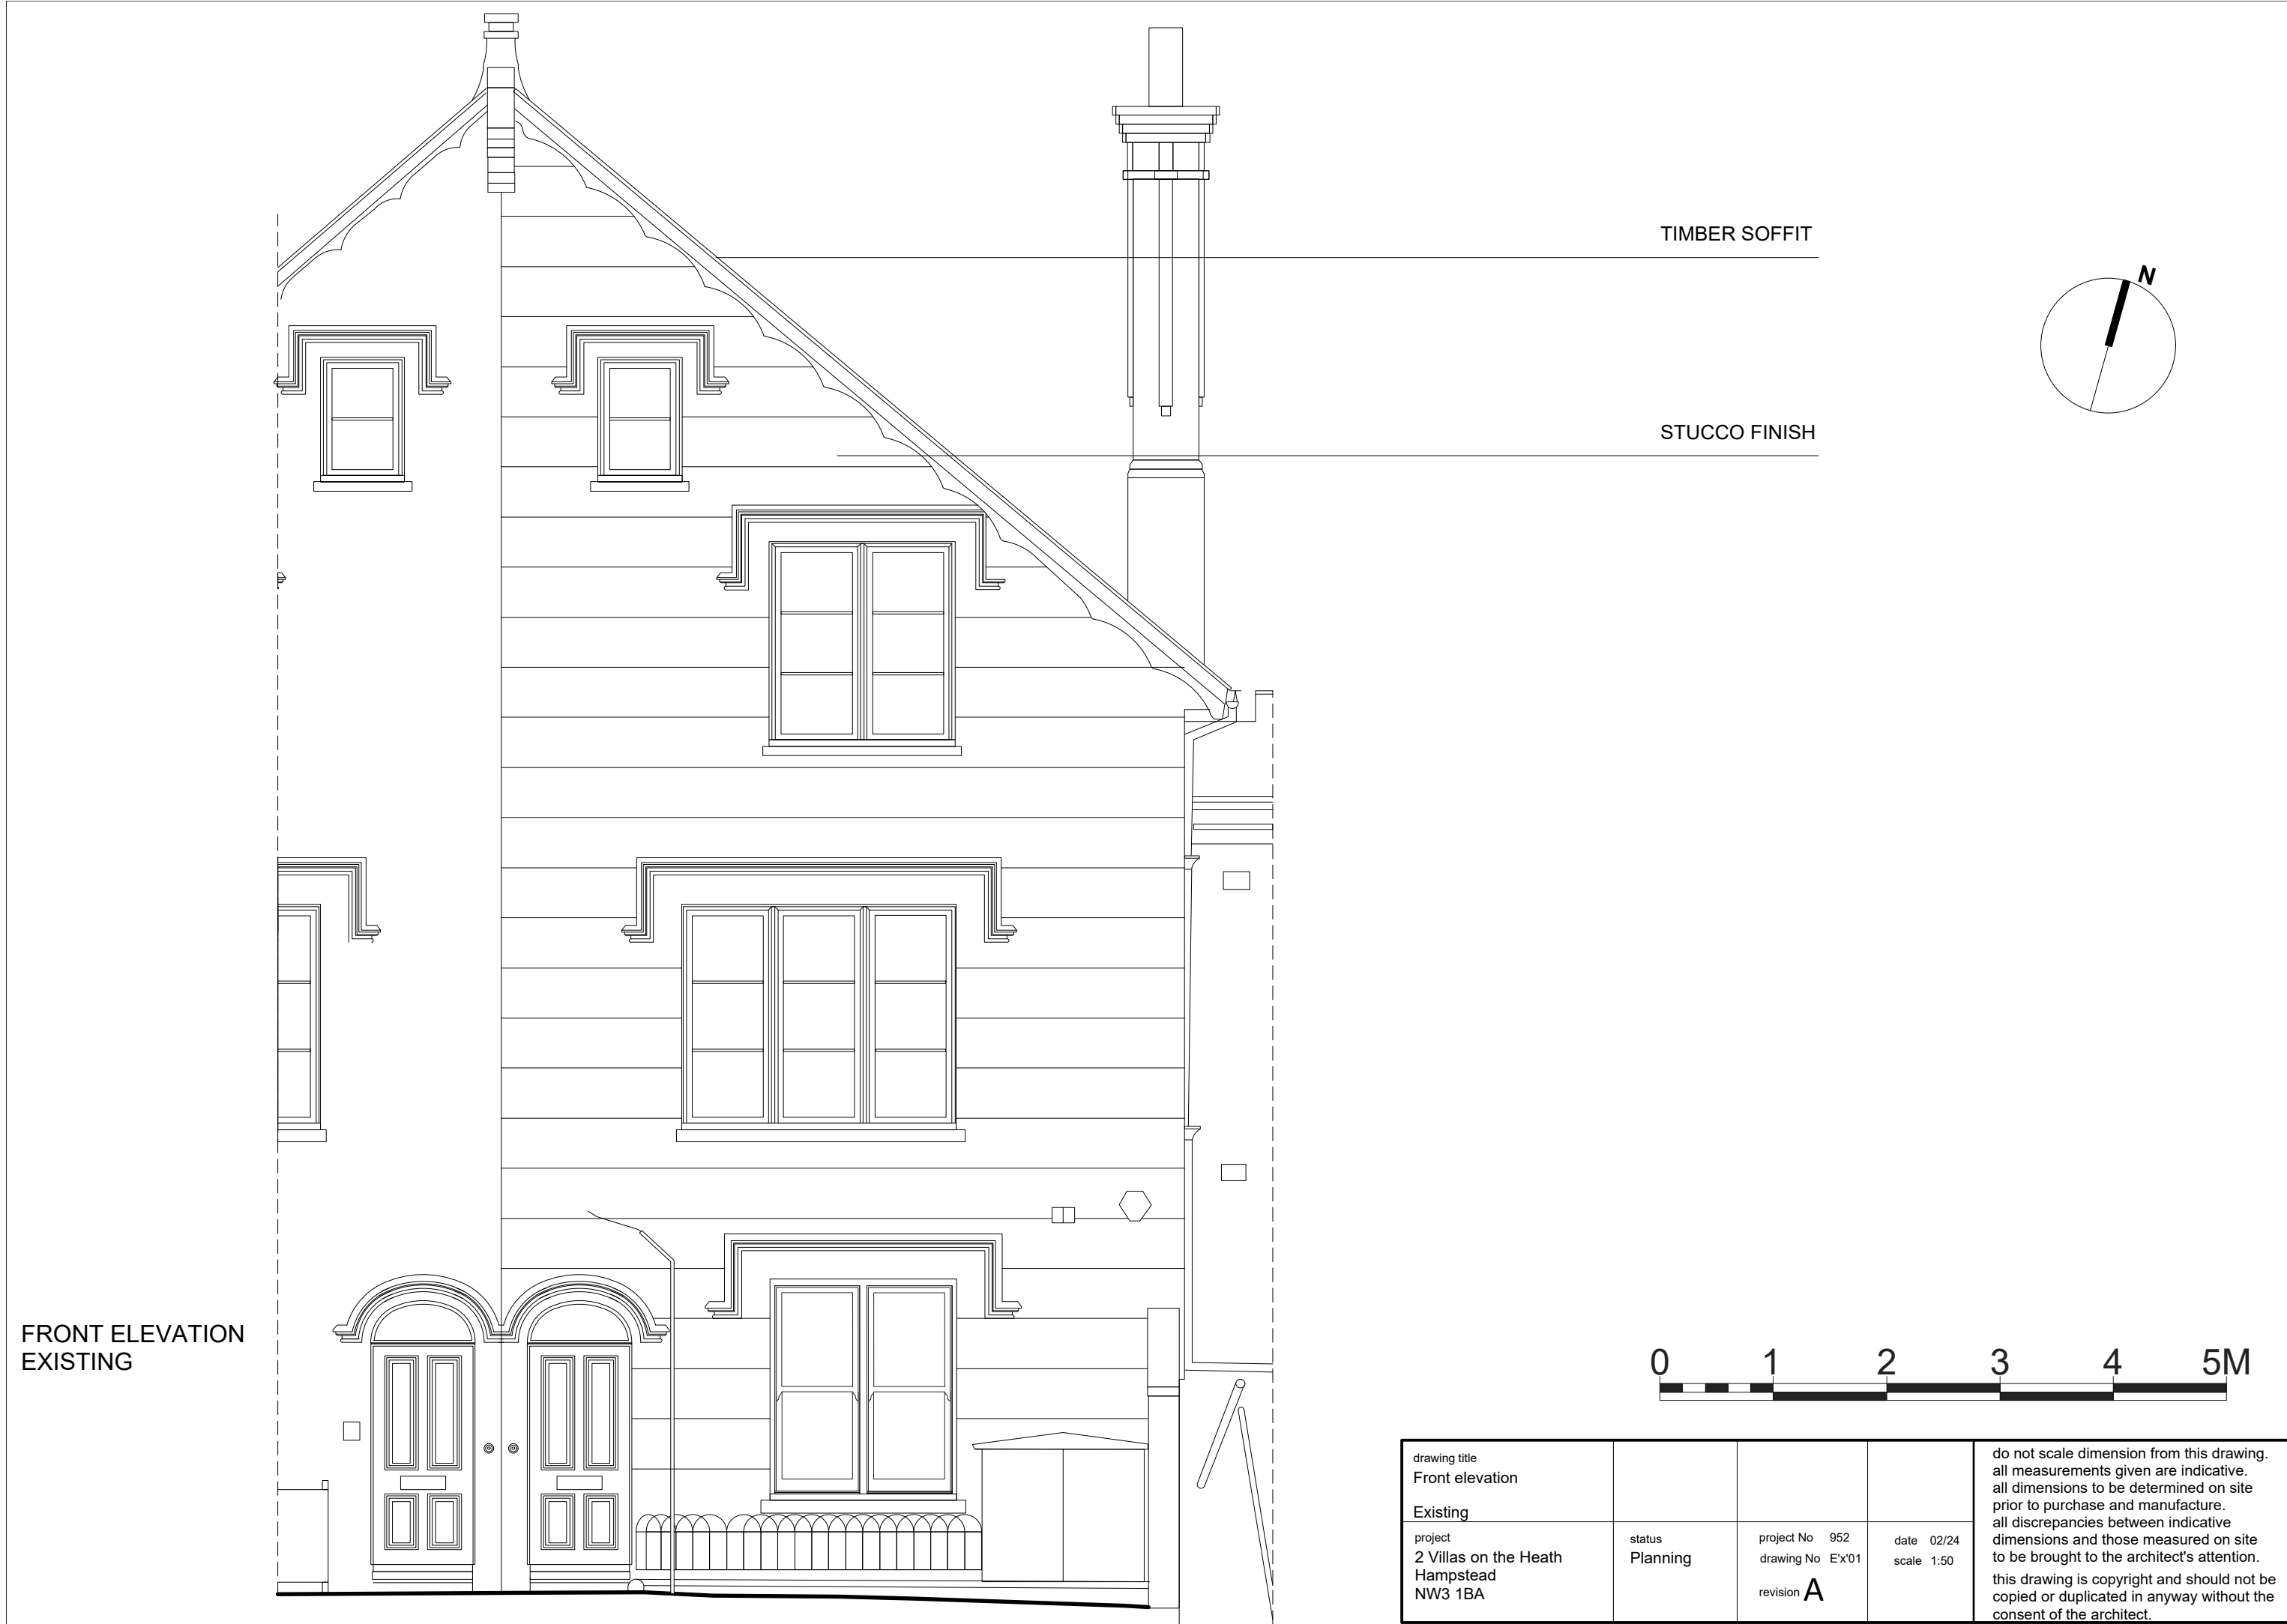 TIMBER SOFFIT
N
STUCCO FINISH
FRONT ELEVATION
EXISTING
0 1 2 3 4 5M
drawing title
Front elevation
Existing
project
2 Villas on the Heath
Hampstead
NW3 1BA
status
Planning
project No 952
drawing No E'x'01
revision A
date 02/24
scale 1:50
do not scale dimension from this drawing.
all measurements given are indicative.
all dimensions to be determined on site
prior to purchase and manufacture.
all discrepancies between indicative
dimensions and those measured on site
to be brought to the architect's attention.
this drawing is copyright and should not be
copied or duplicated in anyway without the
consent of the architect.